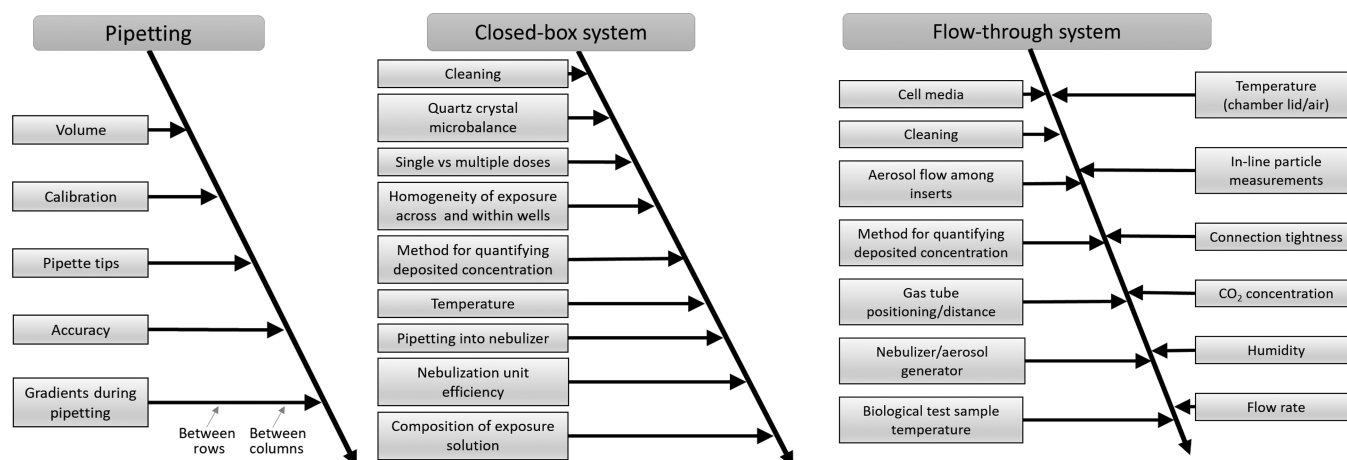 Pipetting
Volume
Calibration
Pipette tips
Accuracy
Gradients during
pipetting
Between
rows
Between
columns
Closed-box system
Cleaning
Quartz crystal
microbalance
Single vs multiple doses
Homogeneity of exposure
across and within wells
Method for quantifying
deposited concentration
Temperature
Pipetting into nebulizer
Nebulization unit
efficiency
Composition of exposure
solution
Flow-through system
Cell media
Cleaning
Aerosol flow among
inserts
Method for quantifying
deposited concentration
Gas tube
positioning/distance
Nebulizer/aerosol
generator
Biological test sample
temperature
Temperature
(chamber lid/air)
In-line particle
measurements
Connection tightness
CO₂ concentration
Humidity
Flow rate